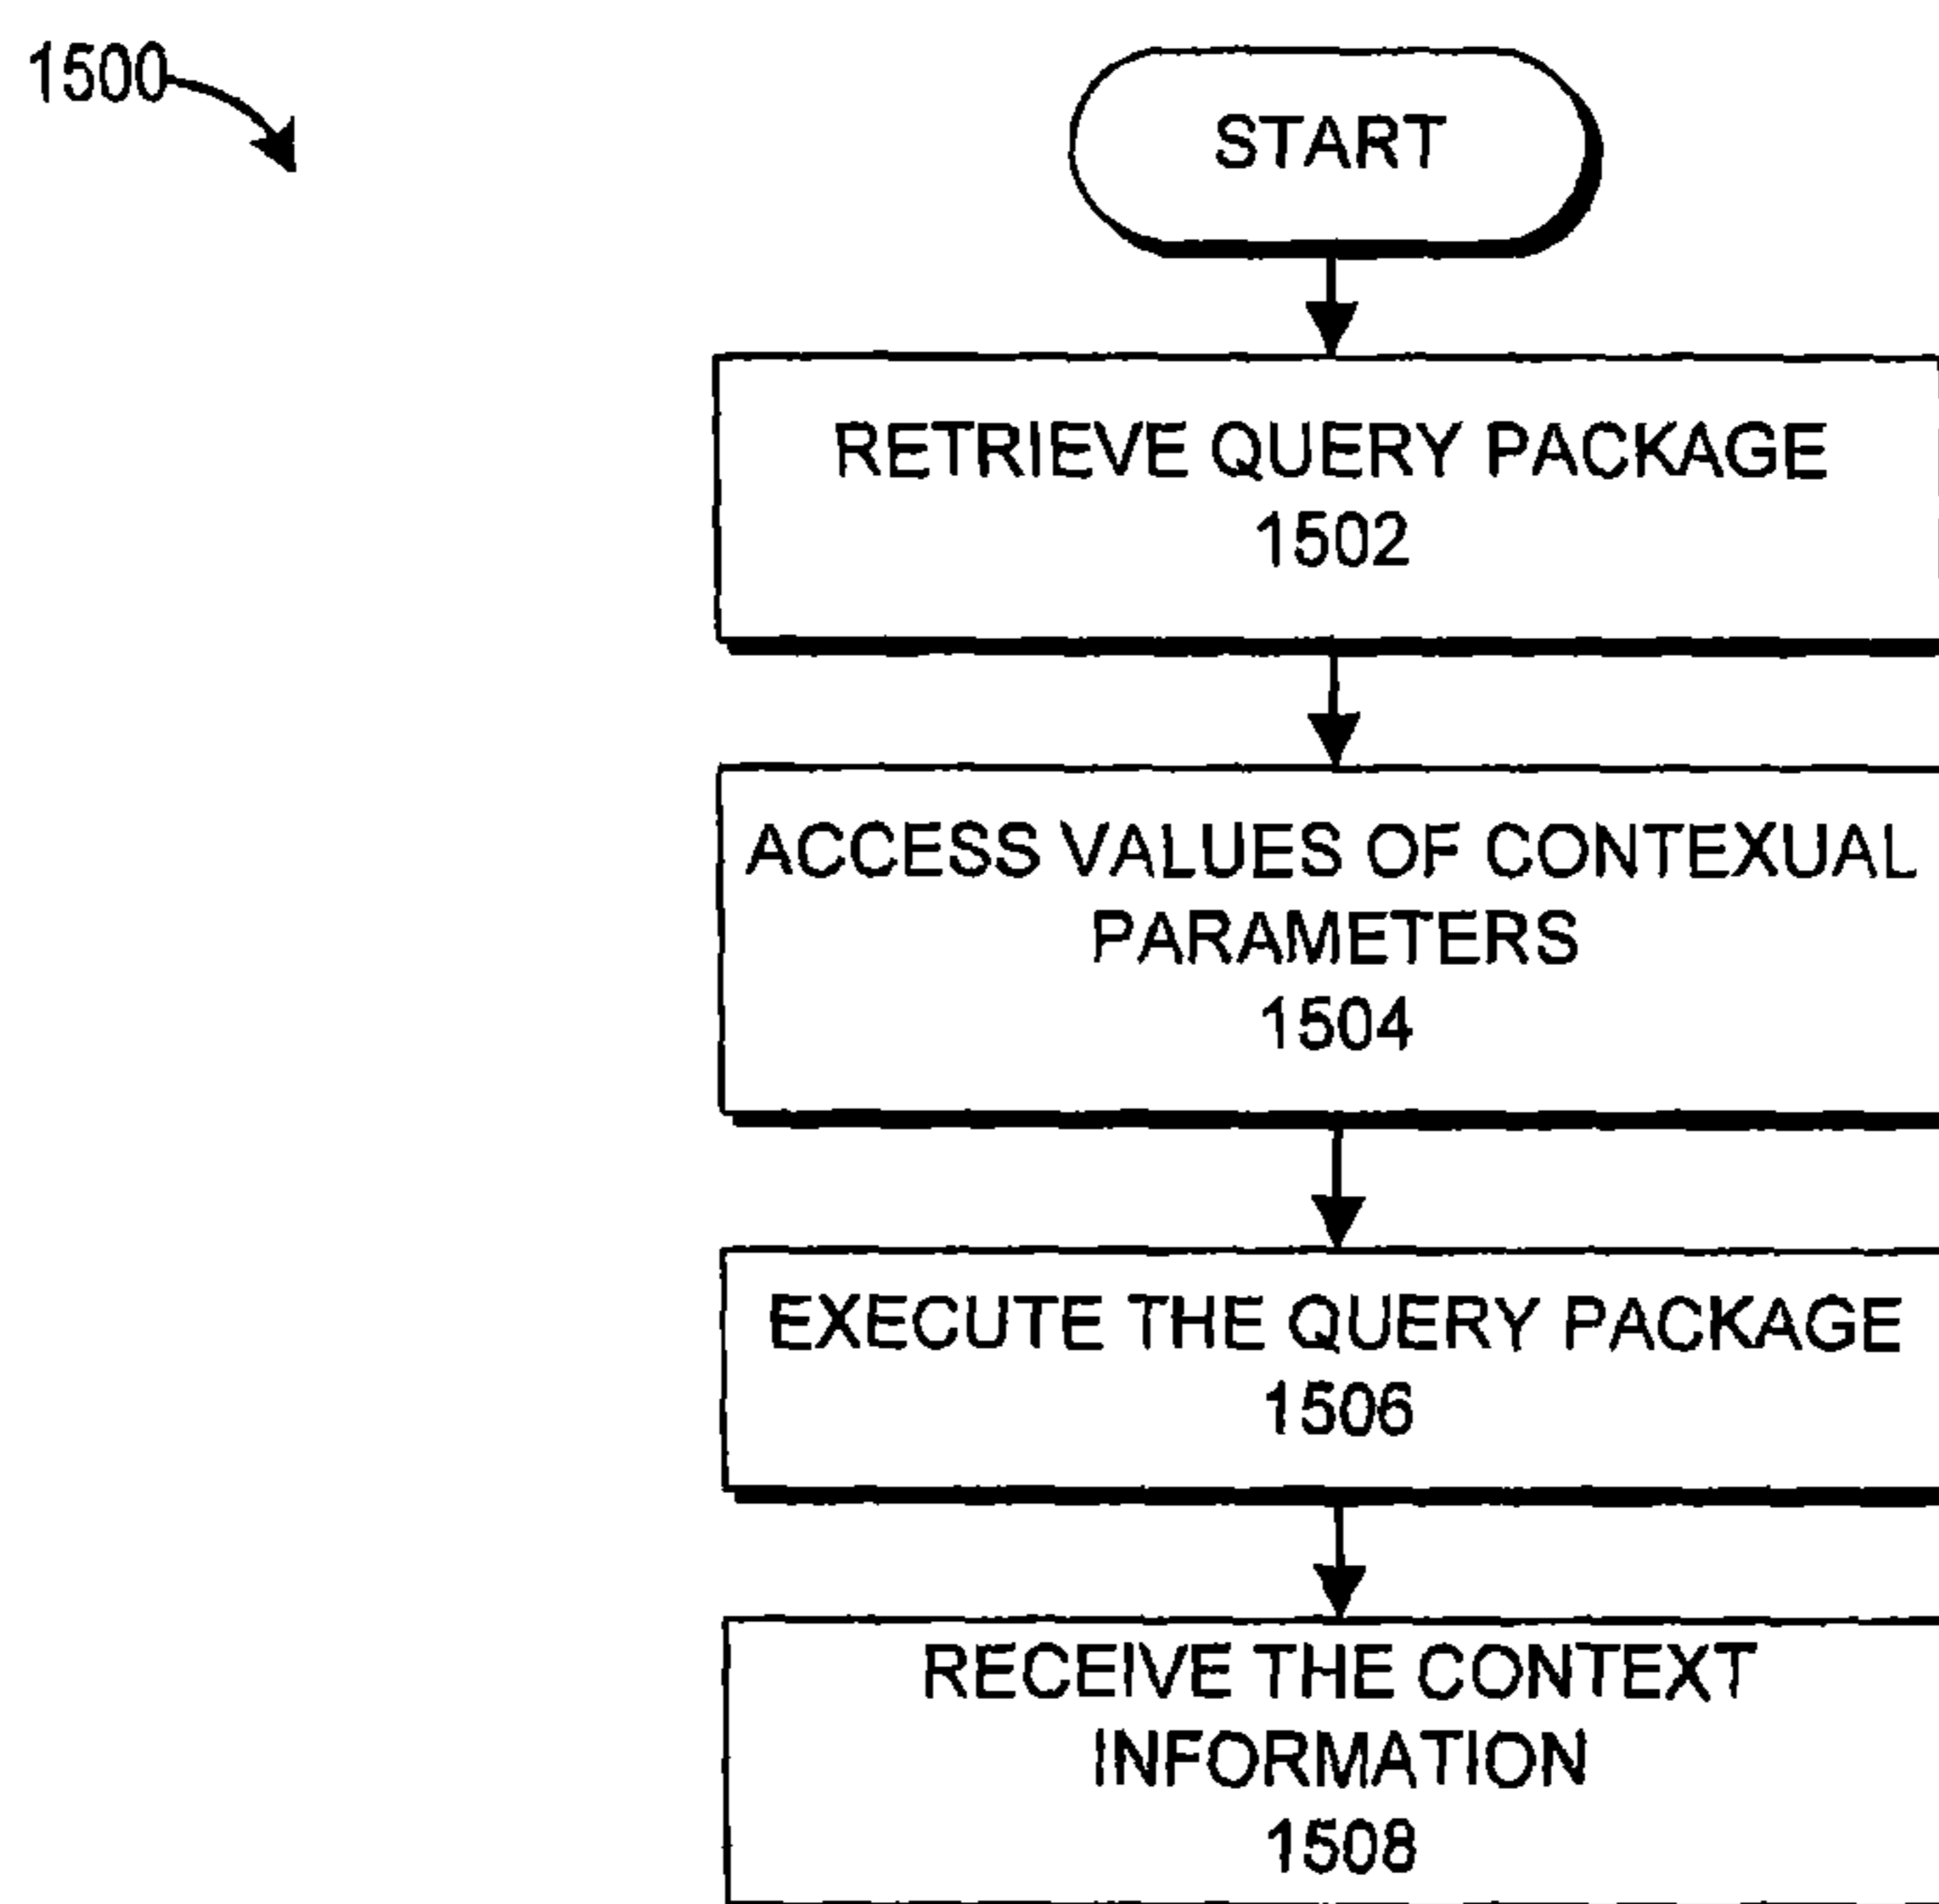 1500
START
RETRIEVE QUERY PACKAGE
1502
ACCESS VALUES OF CONTEXUAL
PARAMETERS
1504
EXECUTE THE QUERY PACKAGE
1506
RECEIVE THE CONTEXT
INFORMATION
1508